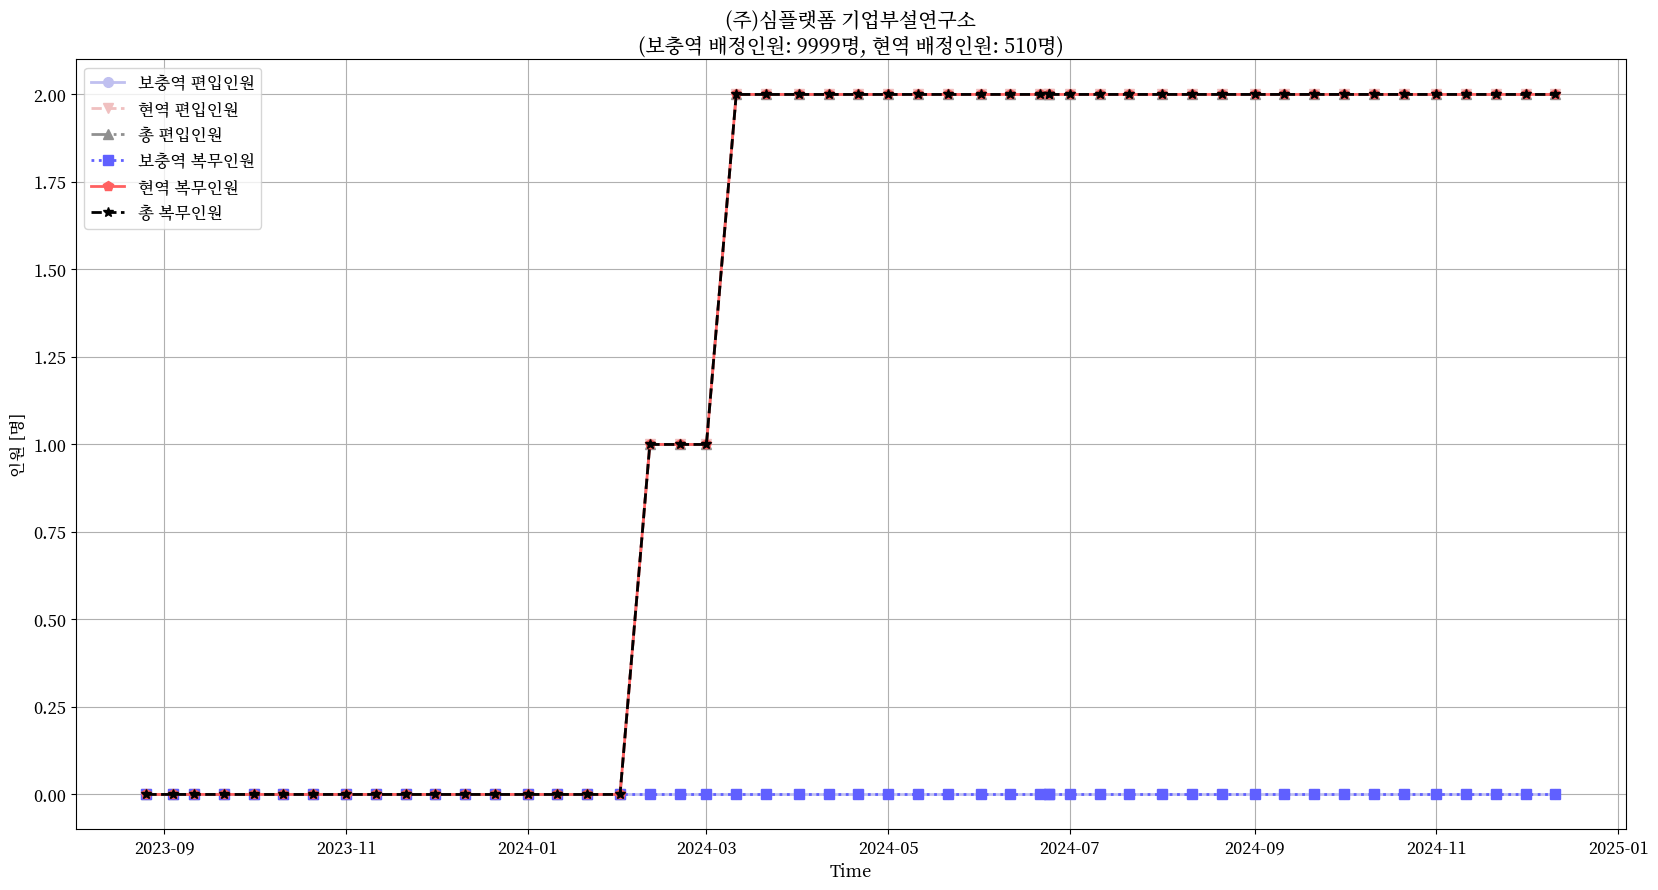 (주)심플랫폼 기업부설연구소
(보충역 배정인원: 9999명, 현역 배정인원: 510명)
보충역 편입인원
현역 편입인원
총 편입인원
보충역 복무인원
현역 복무인원
총 복무인원
2.00
1.75
1.50
1.25
1.00
0.75
0.50
0.25
0.00
인원 [명]
2023-09 2023-11 2024-01 2024-03 2024-05 2024-07 2024-09 2024-11 2025-01
Time